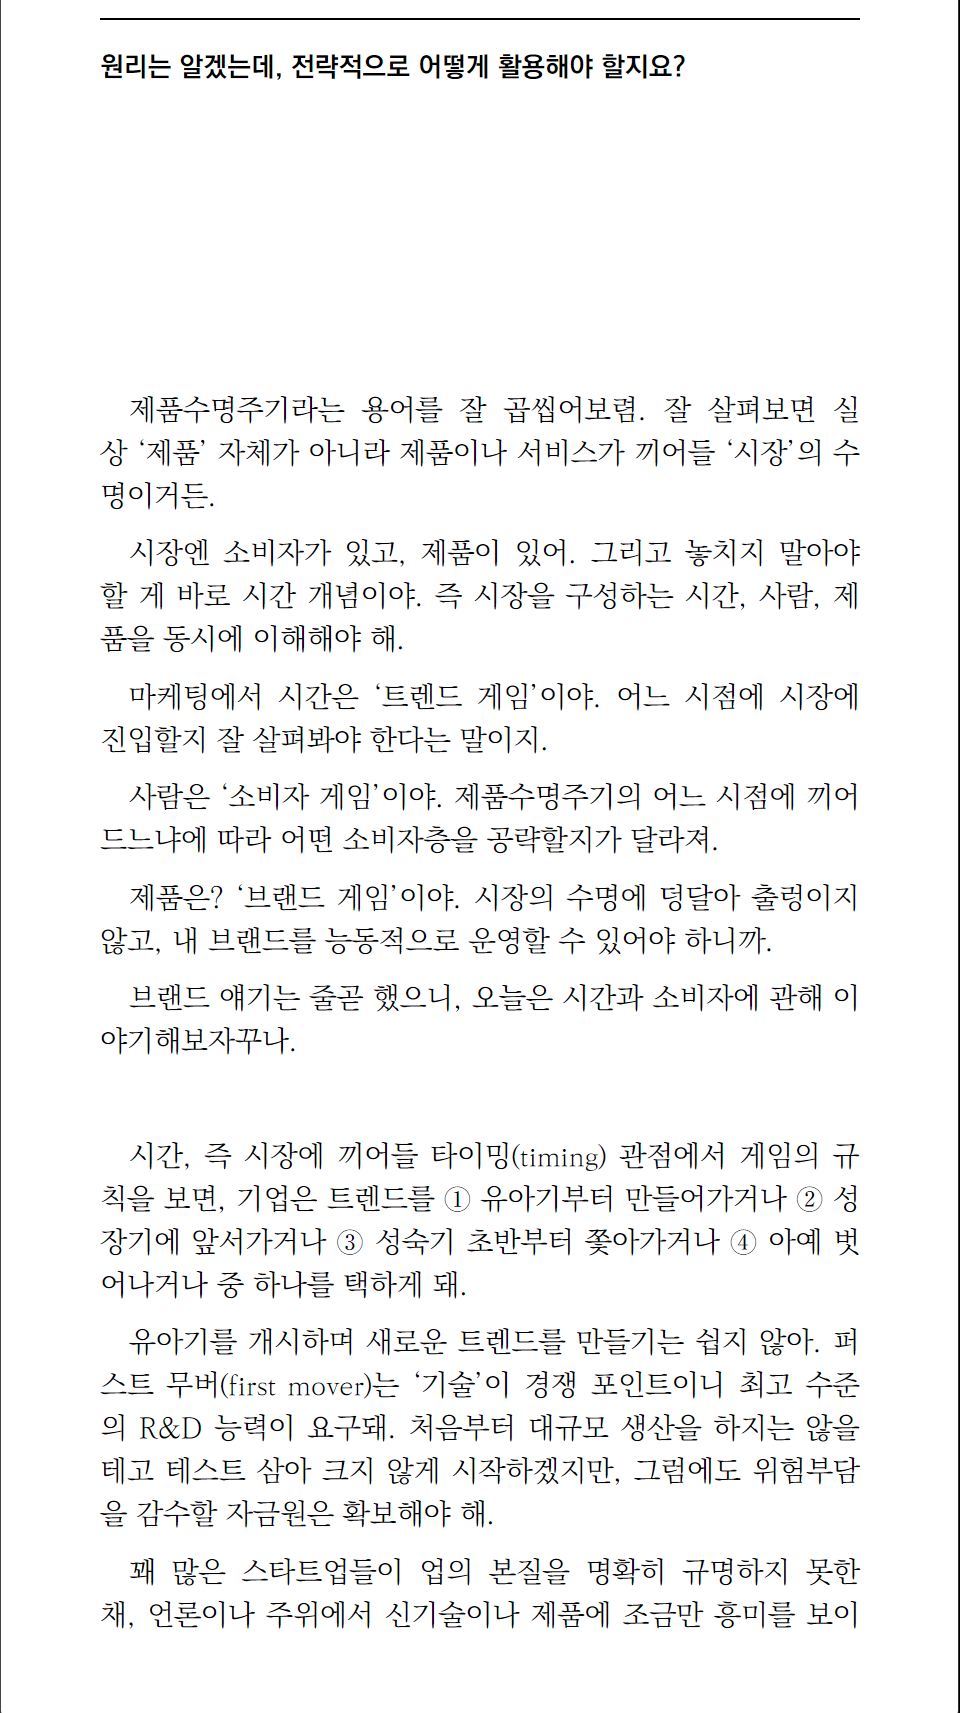 원리는 알겠는데, 전략적으로 어떻게 활용해야 할지요?
제품수명주기라는 용어를 잘 곱씹어보렴. 잘 살펴보면 실
상 ‘제품’ 자체가 아니라 제품이나 서비스가 끼어들 ‘시장’의 수
명이거든.
시장엔 소비자가 있고, 제품이 있어. 그리고 놓치지 말아야
할 게 바로 시간 개념이야. 즉 시장을 구성하는 시간, 사람, 제
품을 동시에 이해해야 해.
마케팅에서 시간은 ‘트렌드 게임’이야. 어느 시점에 시장에
진입할지 잘 살펴봐야 한다는 말이지.
사람은 ‘소비자 게임’이야. 제품수명주기의 어느 시점에 끼어
드느냐에 따라 어떤 소비자층을 공략할지가 달라져.
제품은? ‘브랜드 게임’이야. 시장의 수명에 덩달아 출렁이지
않고, 내 브랜드를 능동적으로 운영할 수 있어야 하니까.
브랜드 얘기는 줄곧 했으니, 오늘은 시간과 소비자에 관해 이
야기해보자꾸나.
시간, 즉 시장에 끼어들 타이밍(timing) 관점에서 게임의 규
칙을 보면, 기업은 트렌드를 ① 유아기부터 만들어가거나 ② 성
장기에 앞서가거나 ③ 성숙기 초반부터 쫓아가거나 ④ 아예 벗
어나거나 중 하나를 택하게 돼.
유아기를 개시하며 새로운 트렌드를 만들기는 쉽지 않아. 퍼
스트 무버(first mover)는 ‘기술’이 경쟁 포인트이니 최고 수준
의 R&D 능력이 요구돼. 처음부터 대규모 생산을 하지는 않을
테고 테스트 삼아 크지 않게 시작하겠지만, 그럼에도 위험부담
을 감수할 자금원은 확보해야 해.
꽤 많은 스타트업들이 업의 본질을 명확히 규명하지 못한
채, 언론이나 주위에서 신기술이나 제품에 조금만 흥미를 보이